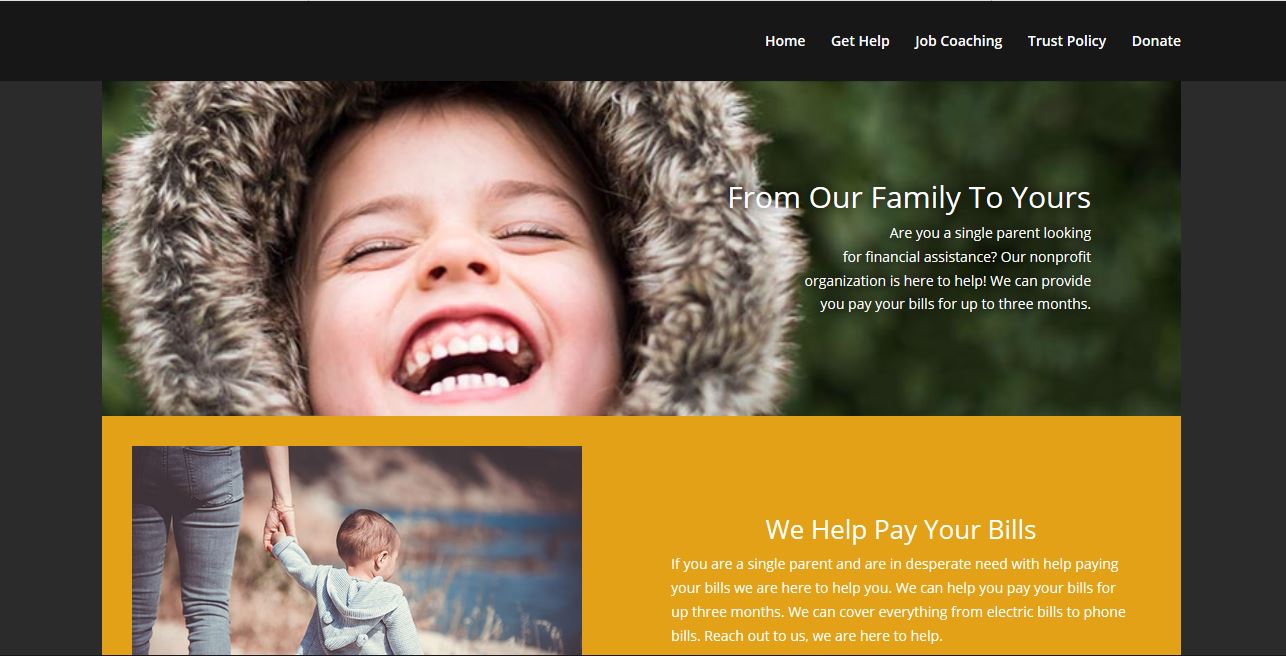 Home Get Help Job Coaching Trust Policy Donate
From Our Family To Yours
Are you a single parent looking
for financial assistance? Our nonprofit
organization is here to help! We can provide
you pay your bills for up to three months.
We Help Pay Your Bills
If you are a single parent and are in desperate need with help paying
your bills we are here to help you. We can help you pay your bills for
up three months. We can cover everything from electric bills to phone
bills. Reach out to us, we are here to help.